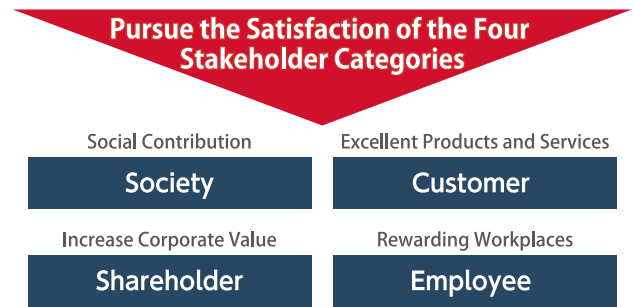 Pursue the Satisfaction of the Four
Stakeholder Categories
Social Contribution
Society
Excellent Products and Services
Customer
Increase Corporate Value
Shareholder
Rewarding Workplaces
Employee